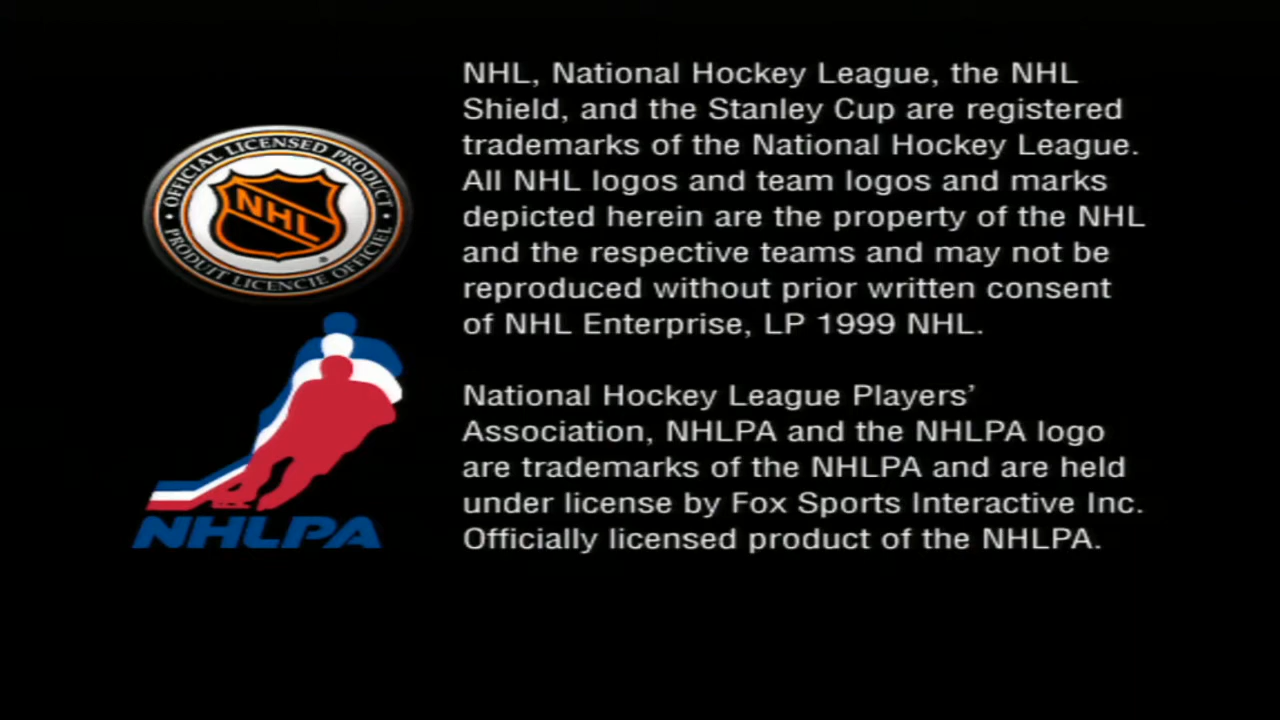 OFFICIAL LICENSED PRODUCT
NHL
®
PRODUIT LICENCIE OFFICIEL
NHLPA
NHL, National Hockey League, the NHL
Shield, and the Stanley Cup are registered
trademarks of the National Hockey League.
All NHL logos and team logos and marks
depicted herein are the property of the NHL
and the respective teams and may not be
reproduced without prior written consent
of NHL Enterprise, LP 1999 NHL.
National Hockey League Players’
Association, NHLPA and the NHLPA logo
are trademarks of the NHLPA and are held
under license by Fox Sports Interactive Inc.
Officially licensed product of the NHLPA.